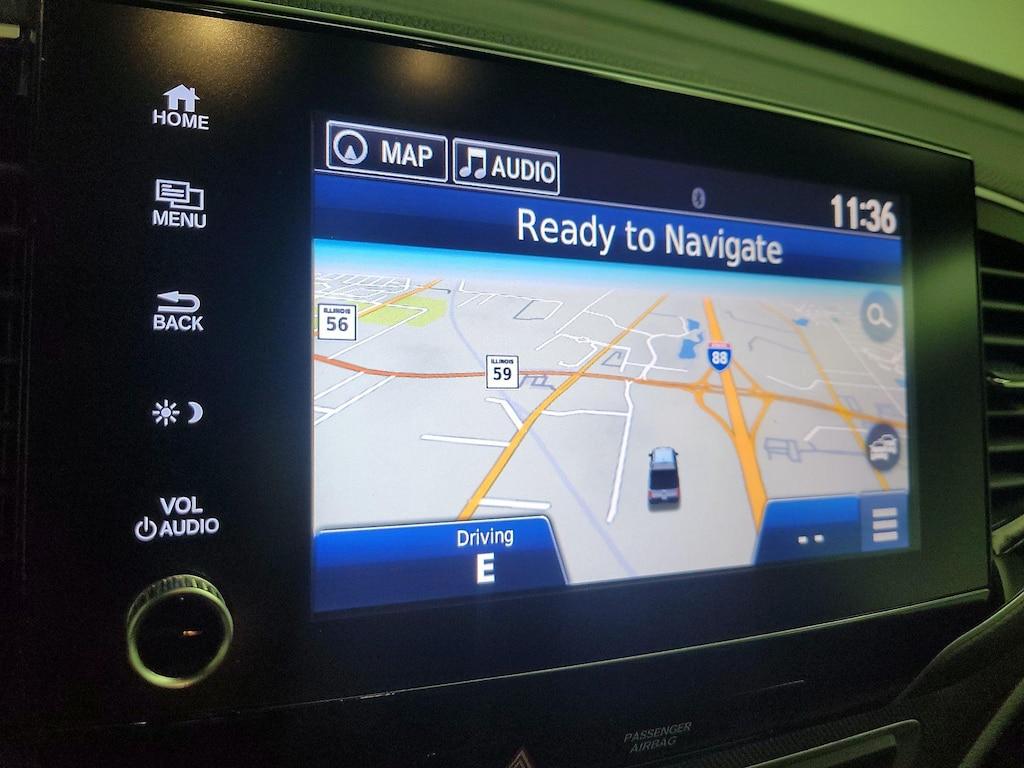 HOME
MENU
BACK
VOL
AUDIO
MAP
AUDIO
11:36
Ready to Navigate
ILLINOIS
56
ILLINOIS
59
88
Driving
E
--
PASSENGER
AIRBAG